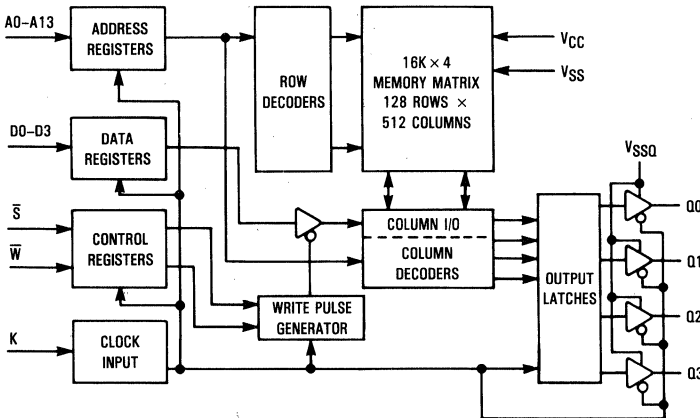 A0–A13
ADDRESS
REGISTERS
ROW
DECODERS
16K × 4
MEMORY MATRIX
128 ROWS ×
512 COLUMNS
VCC
VSS
D0–D3
DATA
REGISTERS
VSSQ
S̅
W̅
CONTROL
REGISTERS
COLUMN I/O
COLUMN
DECODERS
OUTPUT
LATCHES
Q0
Q1
Q2
Q3
WRITE PULSE
GENERATOR
K
CLOCK
INPUT